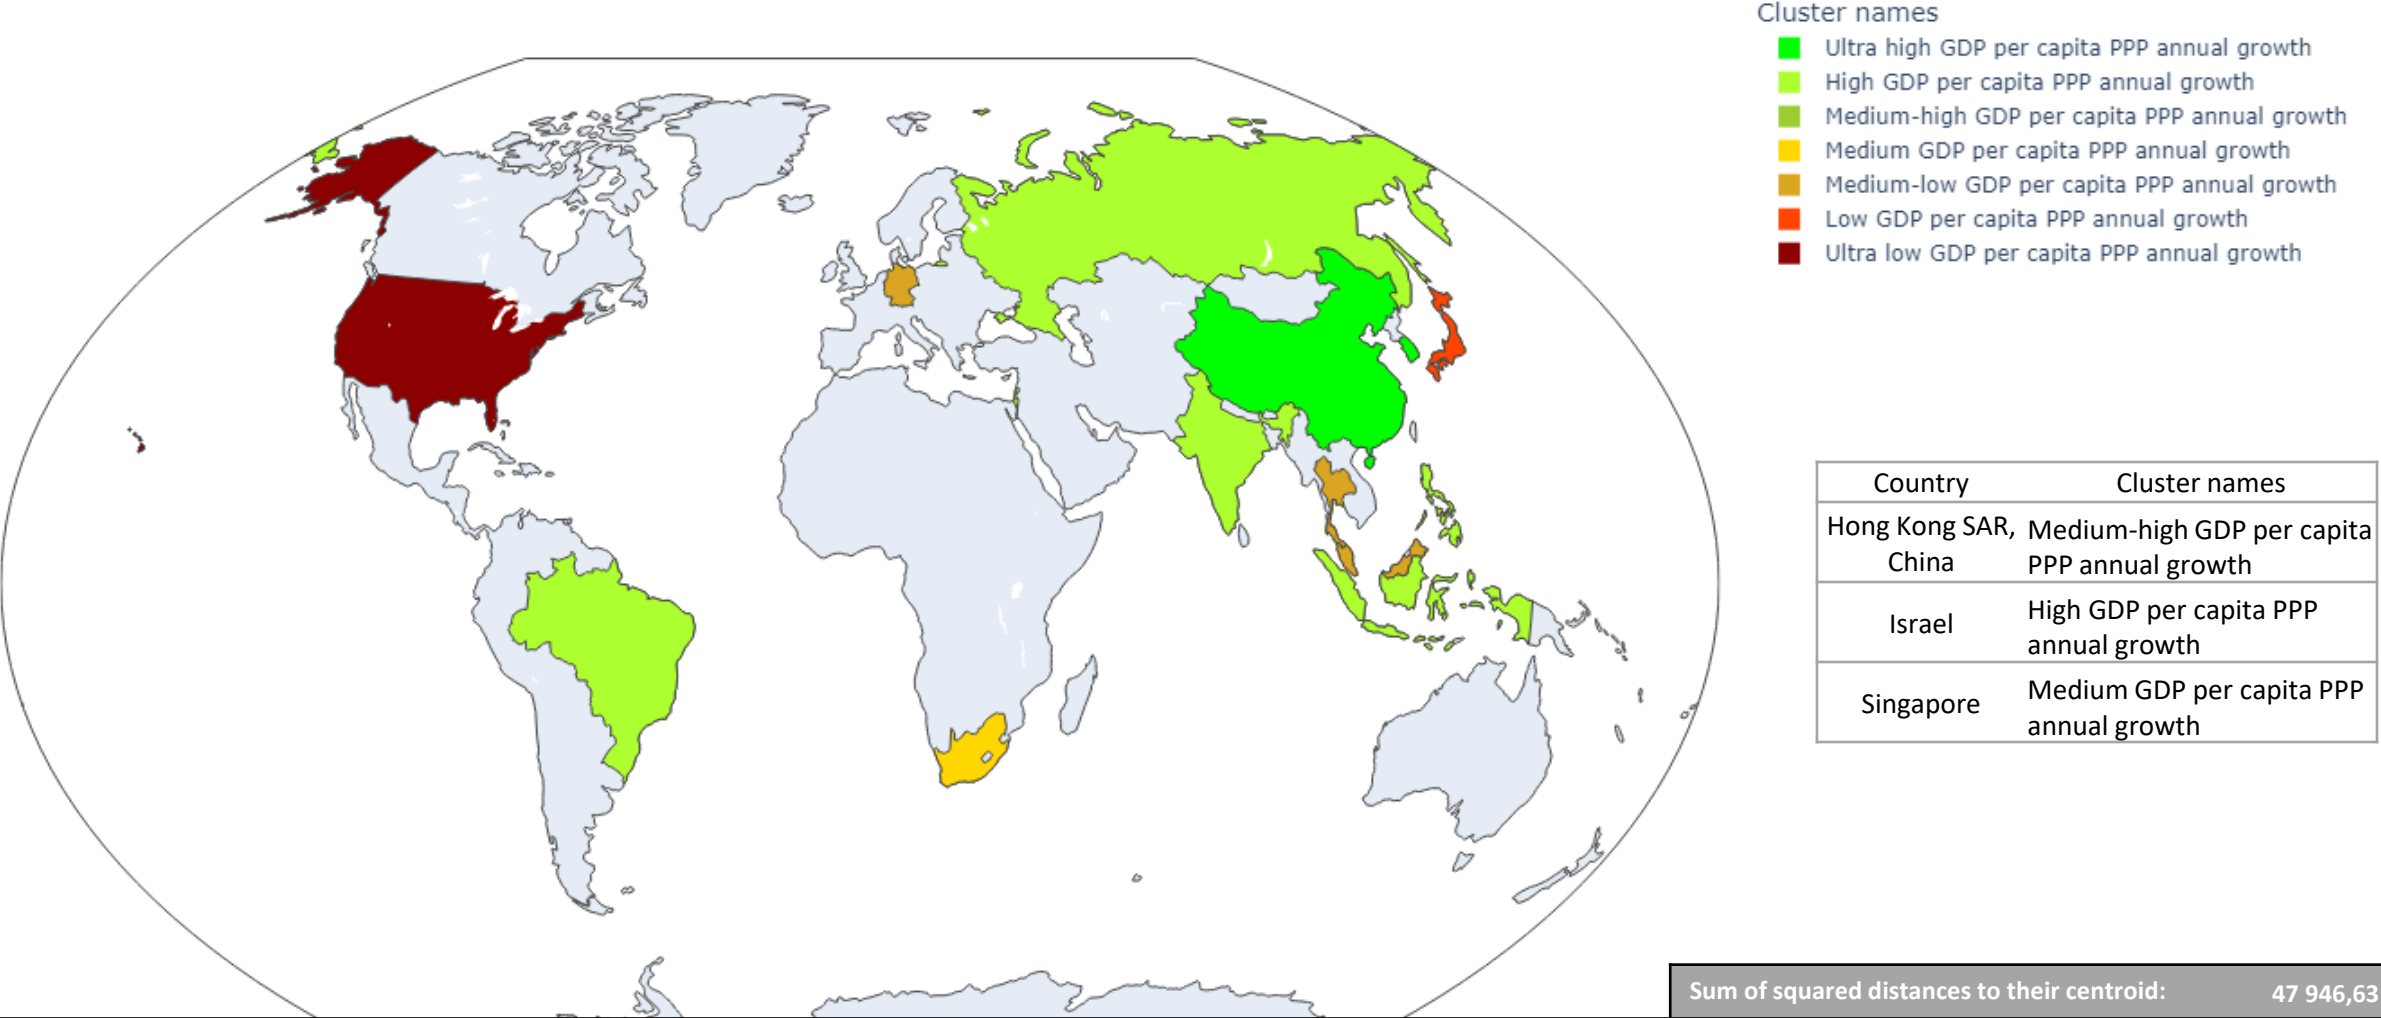 Cluster names
Ultra high GDP per capita PPP annual growth
High GDP per capita PPP annual growth
Medium-high GDP per capita PPP annual growth
Medium GDP per capita PPP annual growth
Medium-low GDP per capita PPP annual growth
Low GDP per capita PPP annual growth
Ultra low GDP per capita PPP annual growth
Country Cluster names
Hong Kong SAR, China
Medium-high GDP per capita
PPP annual growth
Israel
High GDP per capita PPP
annual growth
Singapore
Medium GDP per capita PPP
annual growth
Sum of squared distances to their centroid: 47 946,63